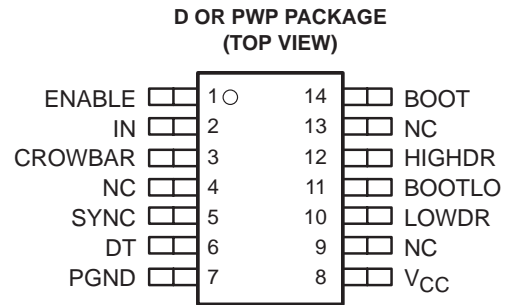 D OR PWP PACKAGE
(TOP VIEW)
ENABLE 1 14 BOOT
IN 2 13 NC
CROWBAR 3 12 HIGHDR
NC 4 11 BOOTLO
SYNC 5 10 LOWDR
DT 6 9 NC
PGND 7 8 VCC